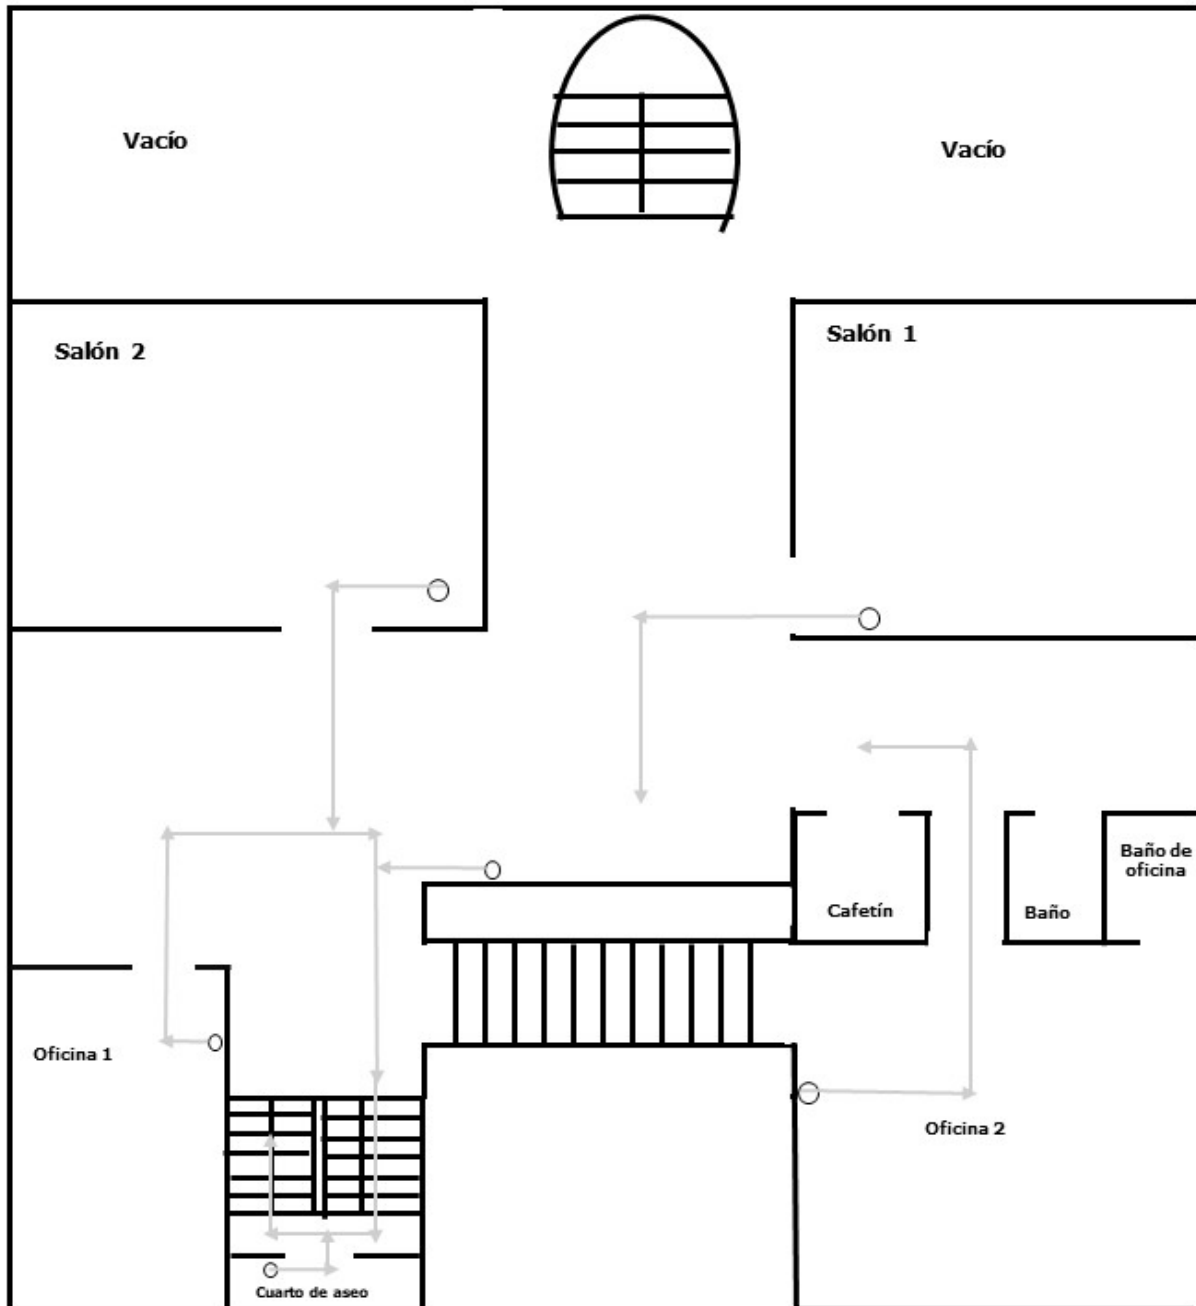 Vacío
Vacío
Salón 2
Salón 1
Baño de
oficina
Cafetín
Baño
Oficina 1
Oficina 2
Cuarto de aseo